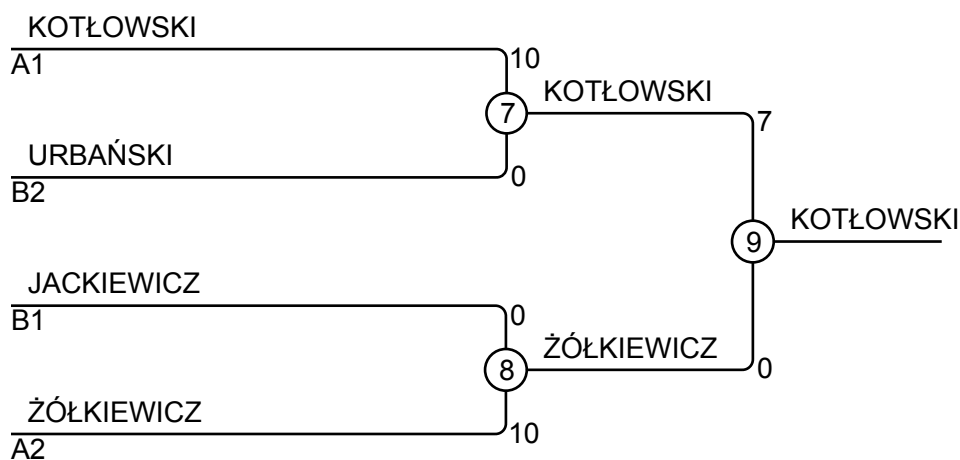 KOTŁOWSKI
A1
10
7
KOTŁOWSKI
7
URBAŃSKI
B2
0
9
KOTŁOWSKI
JACKIEWICZ
B1
0
8
ŻÓŁKIEWICZ
0
ŻÓŁKIEWICZ
A2
10